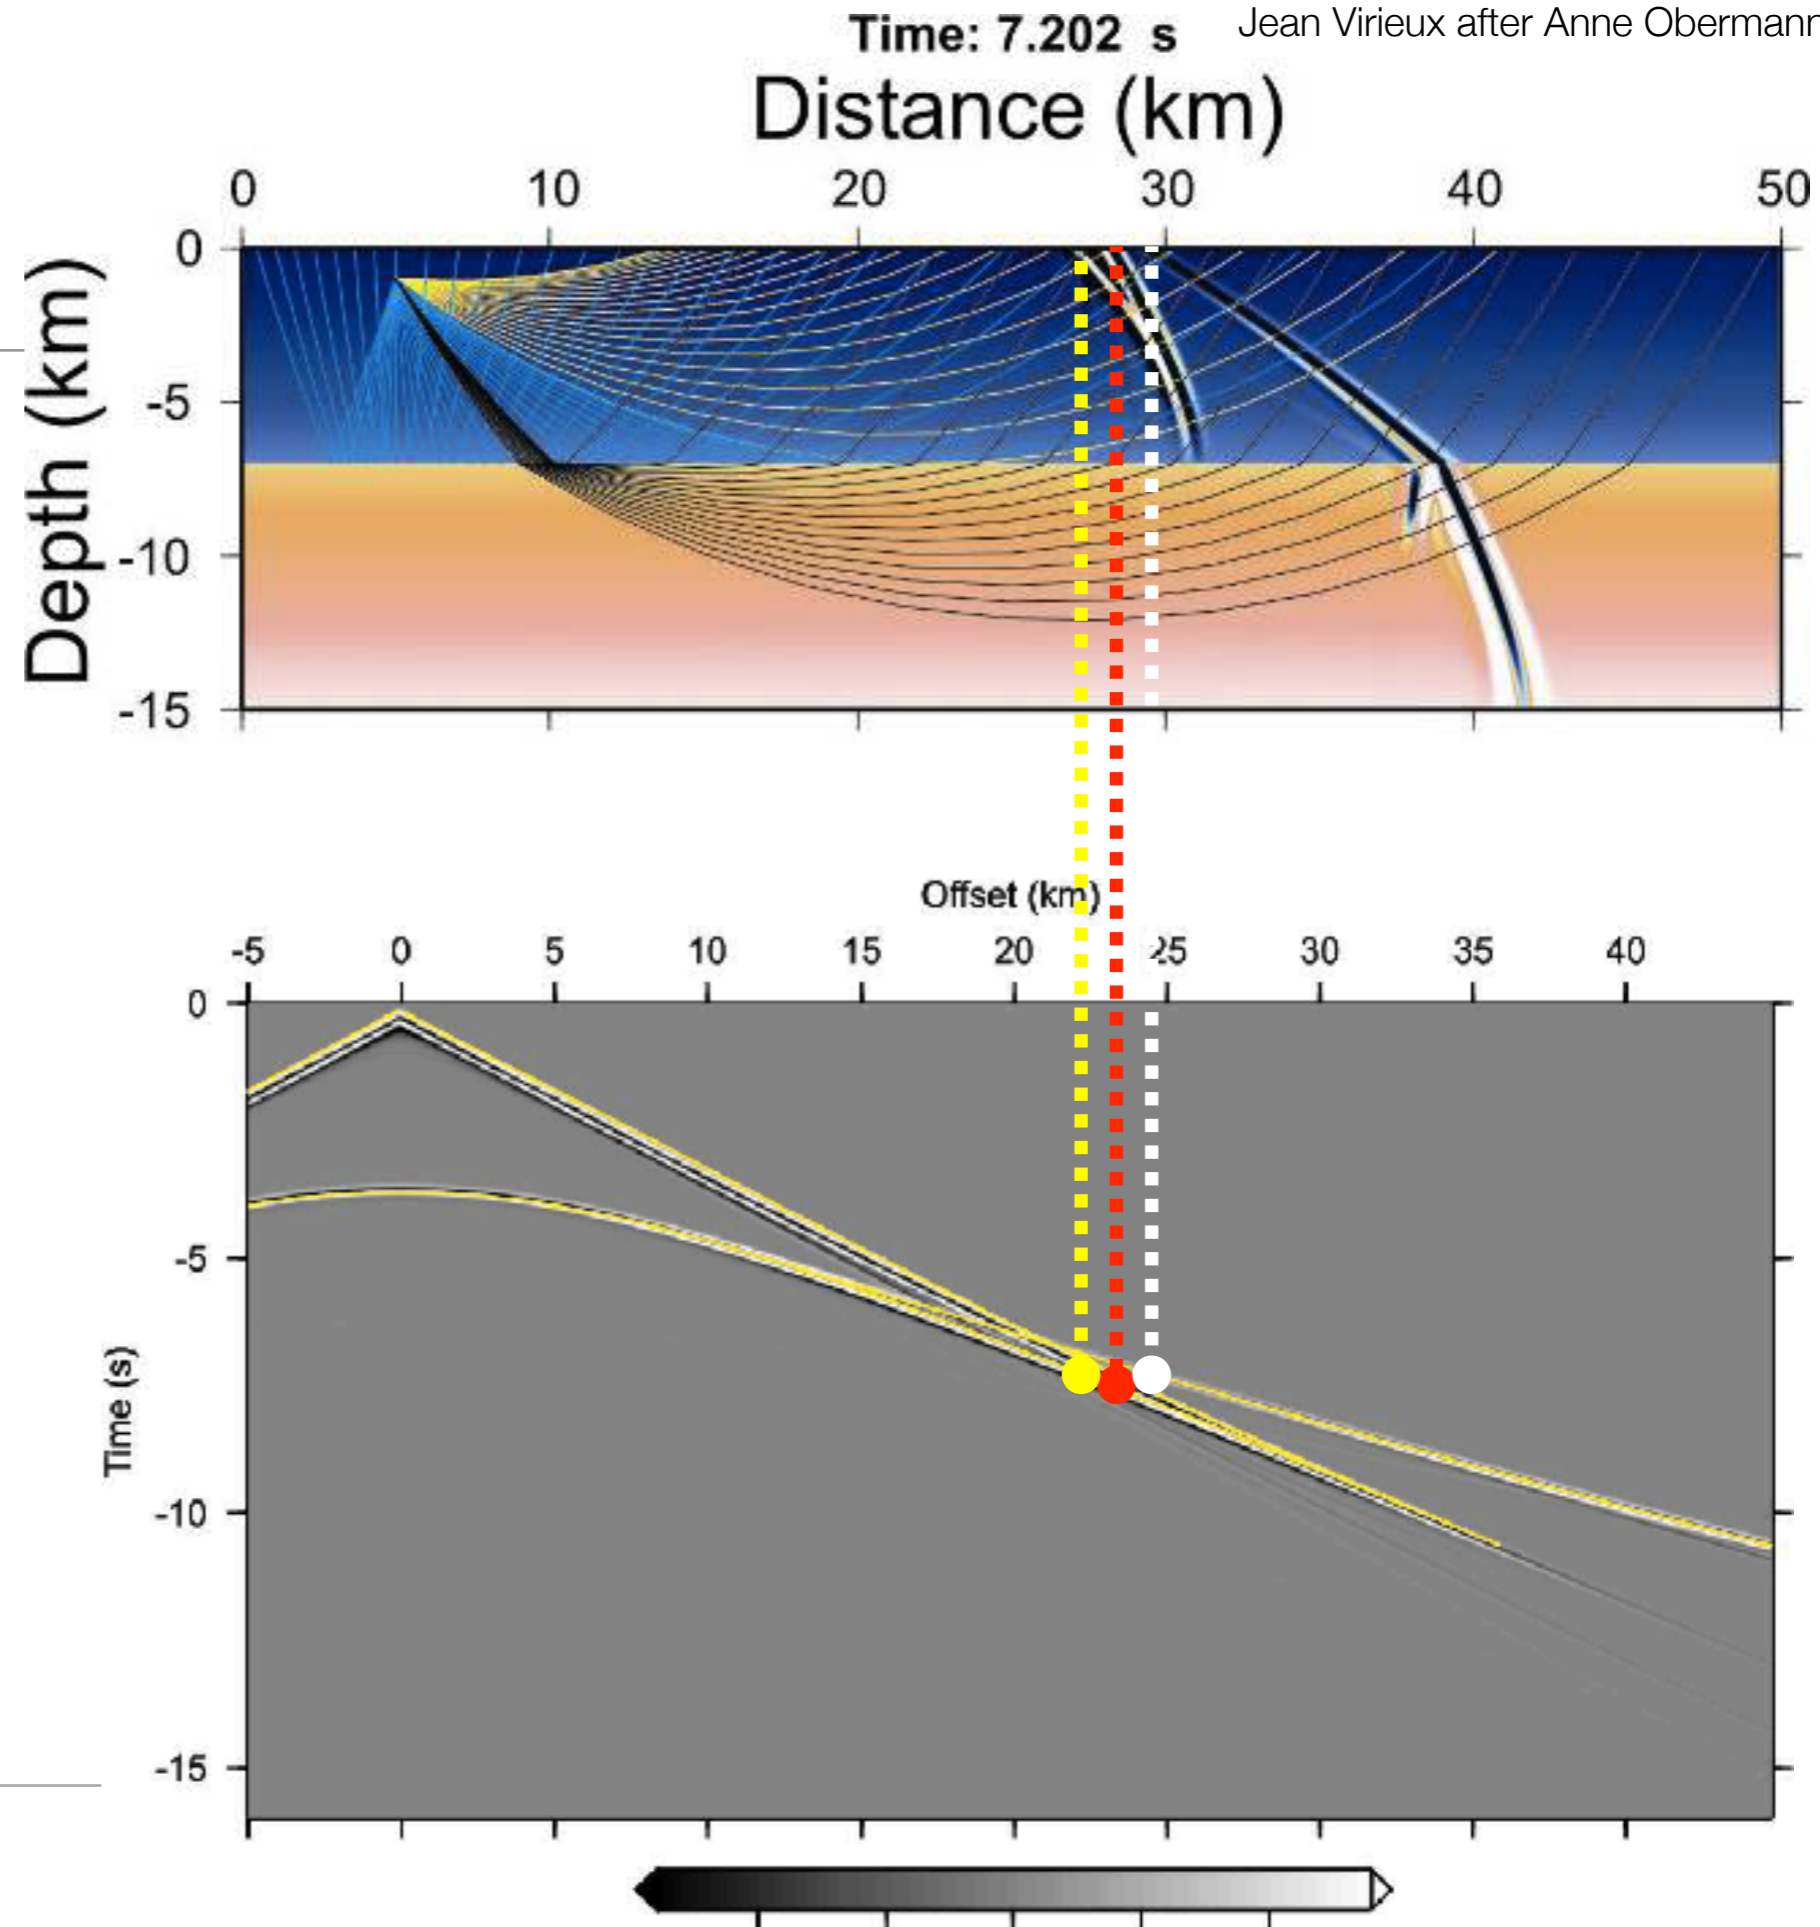 Jean Virieux after Anne Obermann
Time: 7.202 s
Distance (km)
0 10 20 30 40 50
Depth (km)
0
-5
-10
-15
Offset (km)
-5 0 5 10 15 20 25 30 35 40
Time (s)
0
-5
-10
-15